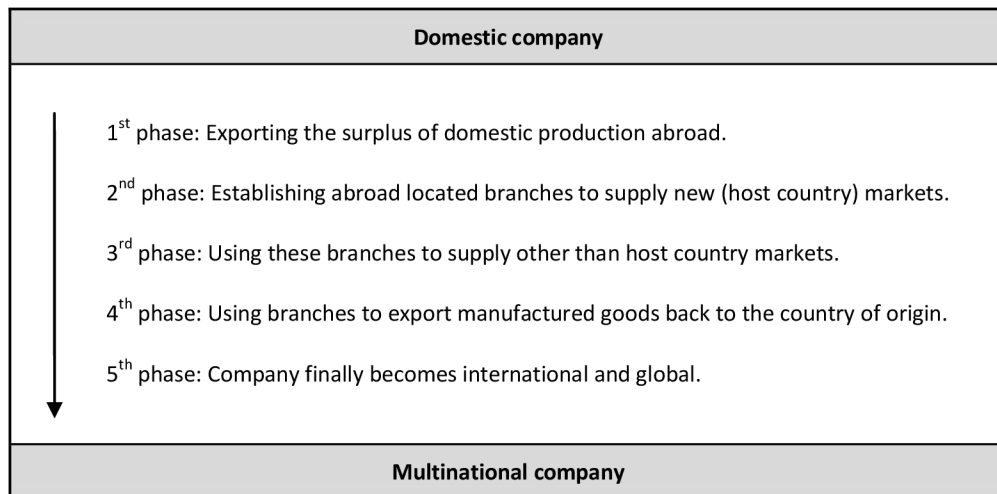 Domestic company
1st phase: Exporting the surplus of domestic production abroad.
2nd phase: Establishing abroad located branches to supply new (host country) markets.
3rd phase: Using these branches to supply other than host country markets.
4th phase: Using branches to export manufactured goods back to the country of origin.
5th phase: Company finally becomes international and global.
Multinational company